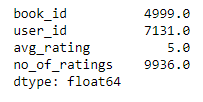 book_id 4999.0
user_id 7131.0
avg_rating 5.0
no_of_ratings 9936.0
dtype: float64